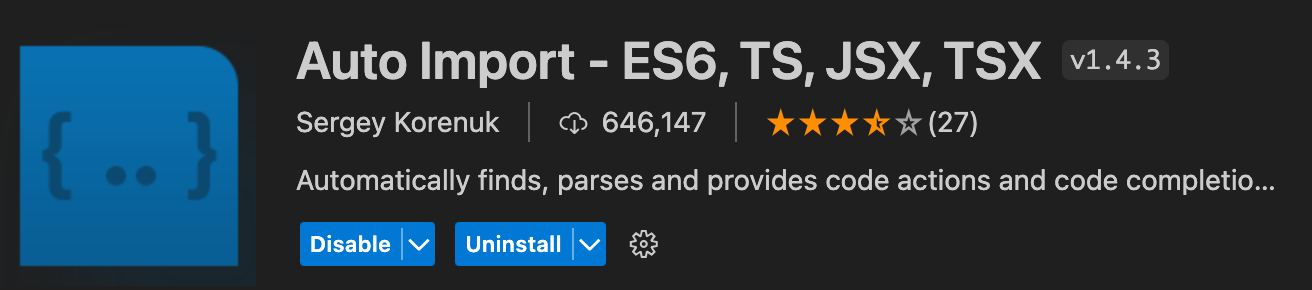 Auto Import - ES6, TS, JSX, TSX v1.4.3
Sergey Korenuk 646,147 (27)
Automatically finds, parses and provides code actions and code completio...
Disable Uninstall
{ .. }